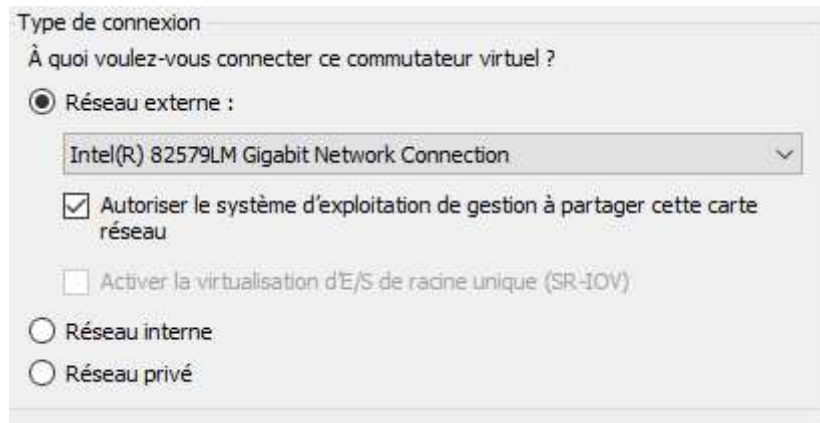 Type de connexion
À quoi voulez-vous connecter ce commutateur virtuel ?
Réseau externe :
Intel(R) 82579LM Gigabit Network Connection
Autoriser le système d'exploitation de gestion à partager cette carte
réseau
Activer la virtualisation d'E/S de racine unique (SR-IOV)
Réseau interne
Réseau privé